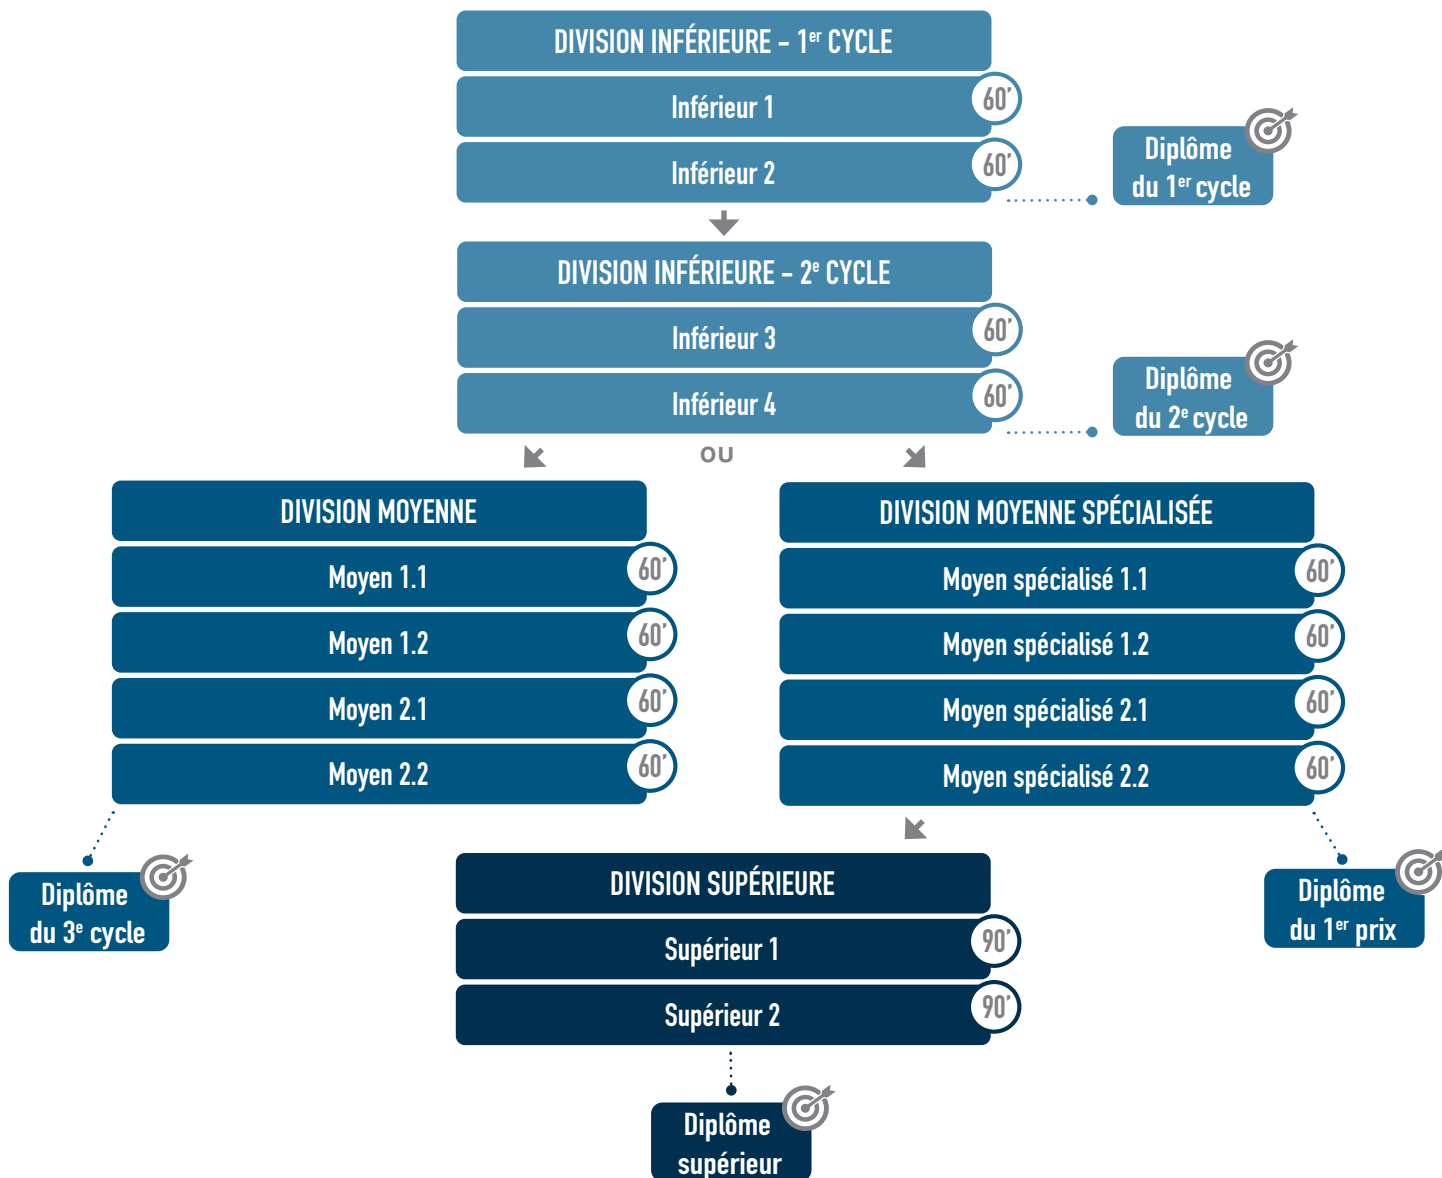 DIVISION INFÉRIEURE – 1er CYCLE
Inférieur 1
60’
Inférieur 2
60’
Diplôme
du 1er cycle
DIVISION INFÉRIEURE – 2e CYCLE
Inférieur 3
60’
Inférieur 4
60’
Diplôme
du 2e cycle
OU
DIVISION MOYENNE
Moyen 1.1
60’
Moyen 1.2
60’
Moyen 2.1
60’
Moyen 2.2
60’
Diplôme
du 3e cycle
DIVISION MOYENNE SPÉCIALISÉE
Moyen spécialisé 1.1
60’
Moyen spécialisé 1.2
60’
Moyen spécialisé 2.1
60’
Moyen spécialisé 2.2
60’
Diplôme
du 1er prix
DIVISION SUPÉRIEURE
Supérieur 1
90’
Supérieur 2
90’
Diplôme
supérieur